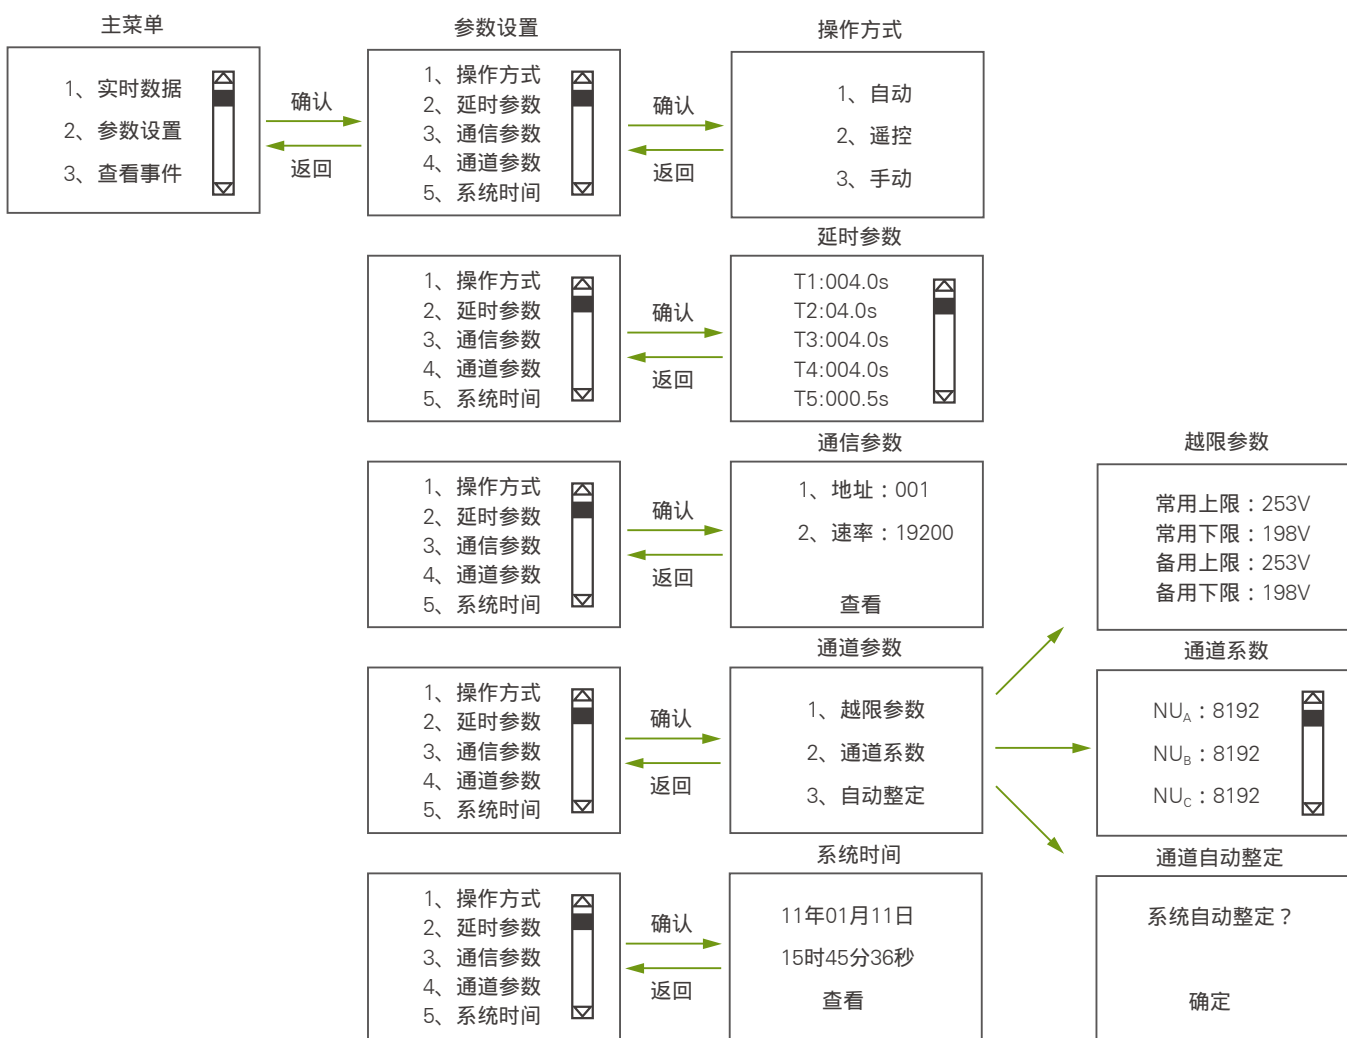 主菜单
1、实时数据
2、参数设置
3、查看事件
确认
返回
参数设置
1、操作方式
2、延时参数
3、通信参数
4、通道参数
5、系统时间
确认
返回
操作方式
1、自动
2、遥控
3、手动
1、操作方式
2、延时参数
3、通信参数
4、通道参数
5、系统时间
确认
返回
延时参数
T1:004.0s
T2:04.0s
T3:004.0s
T4:004.0s
T5:000.5s
1、操作方式
2、延时参数
3、通信参数
4、通道参数
5、系统时间
确认
返回
通信参数
1、地址：001
2、速率：19200
查看
1、操作方式
2、延时参数
3、通信参数
4、通道参数
5、系统时间
确认
返回
通道参数
1、越限参数
2、通道系数
3、自动整定
越限参数
常用上限：253V
常用下限：198V
备用上限：253V
备用下限：198V
通道系数
NU_A：8192
NU_B：8192
NU_C：8192
通道自动整定
系统自动整定？
确定
1、操作方式
2、延时参数
3、通信参数
4、通道参数
5、系统时间
确认
返回
系统时间
11年01月11日
15时45分36秒
查看